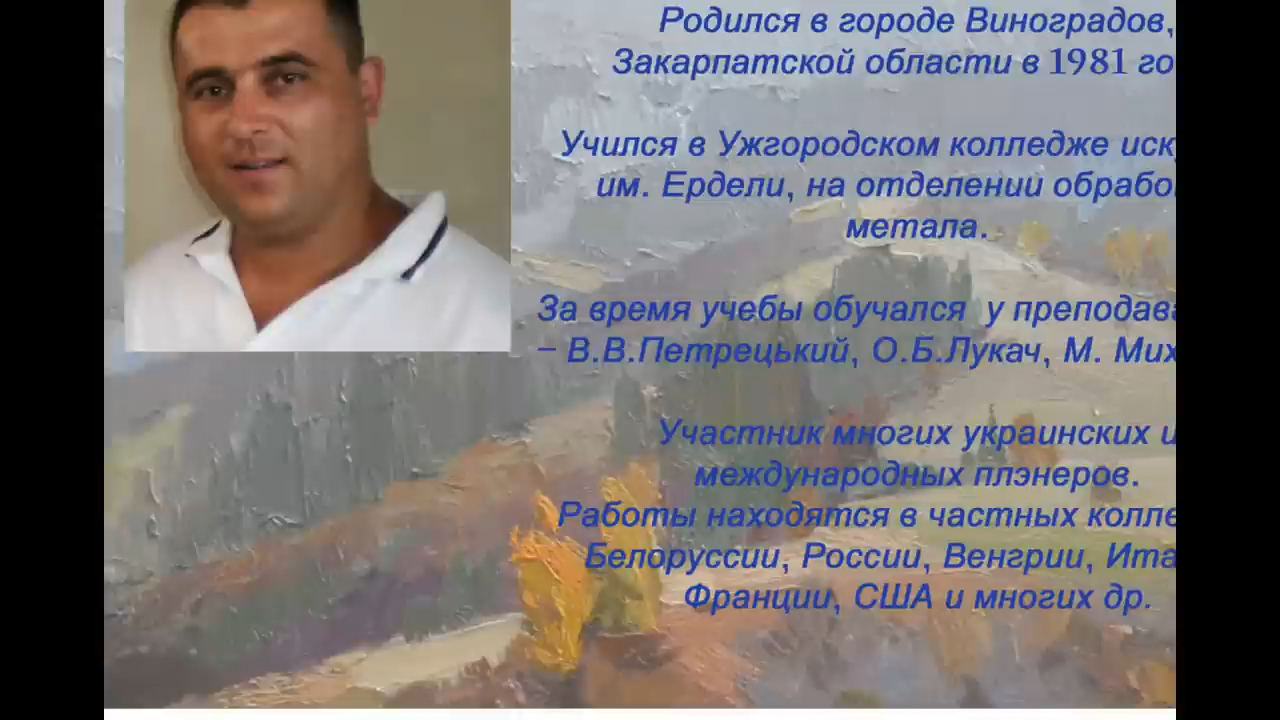 Родился в городе Виноградов,
Закарпатской области в 1981
Учился в Ужгородском колледже
им. Ердели, на отделении
метала.
За время учебы обучался у
– В.В.Петрецький, О.Б.Лукач, М.
Участник многих украинских и
международных плэнеров.
Работы находятся в частных
Белоруссии, России, Венгрии,
Франции, США и многих др.